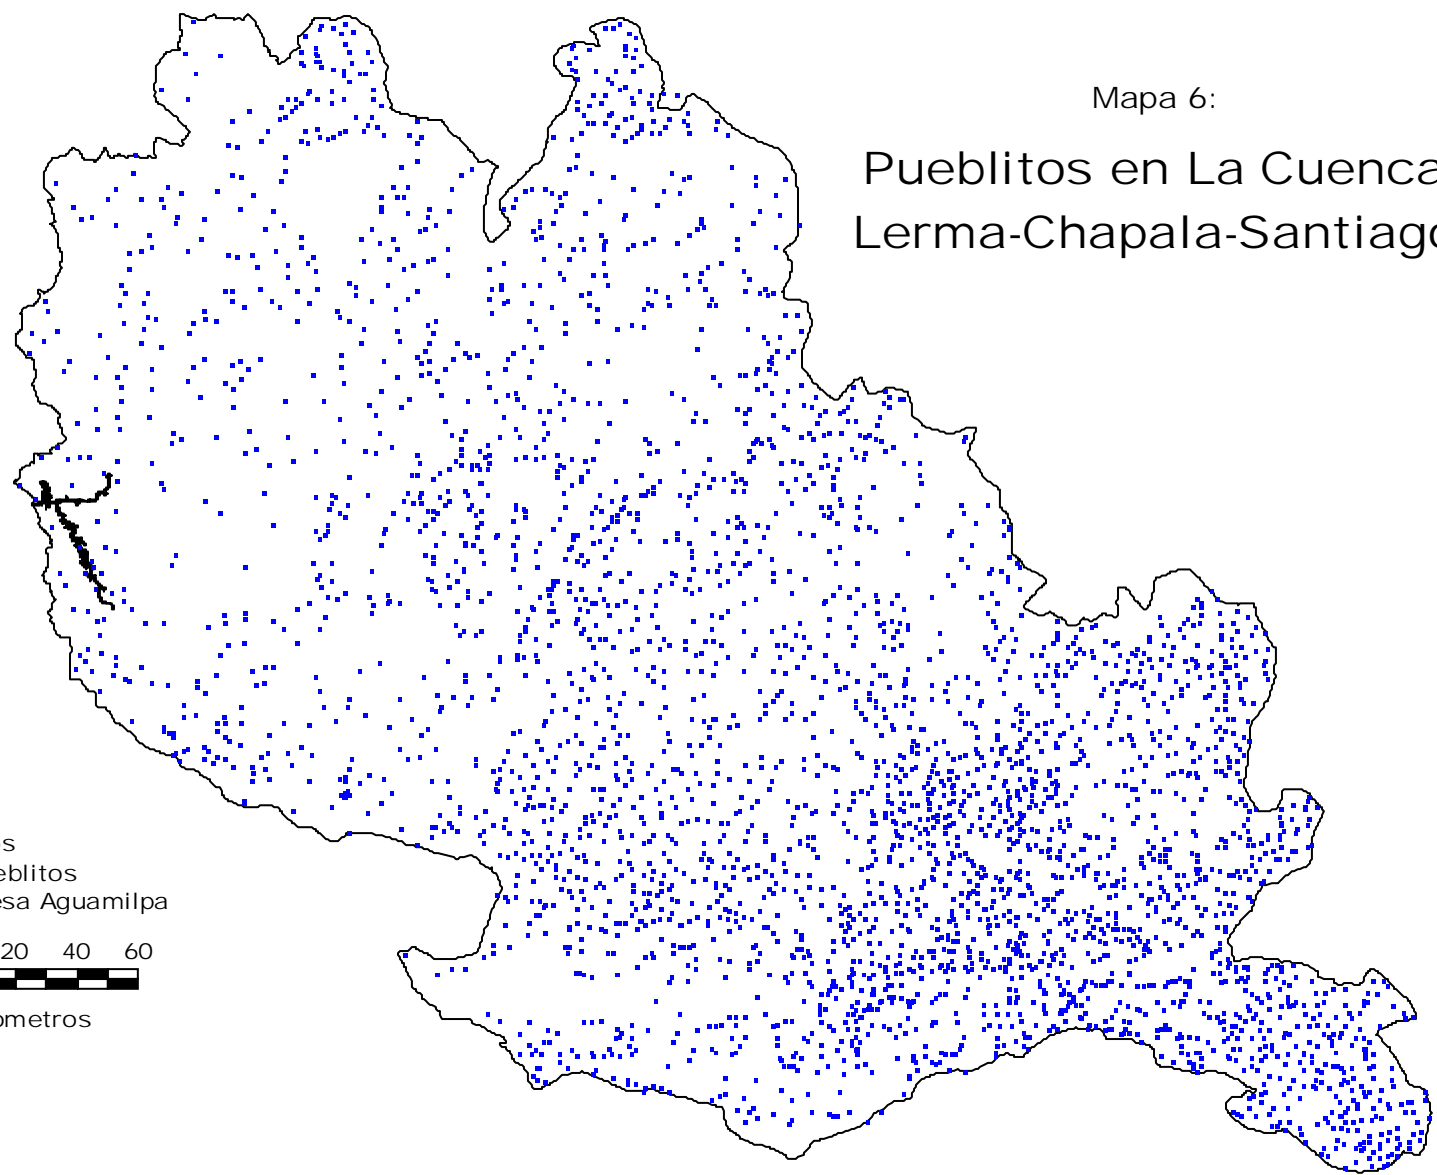 Mapa 6:
Pueblitos en La Cuenca
Lerma-Chapala-Santiago
s
eblitos
esa Aguamilpa
20 40 60
ometros